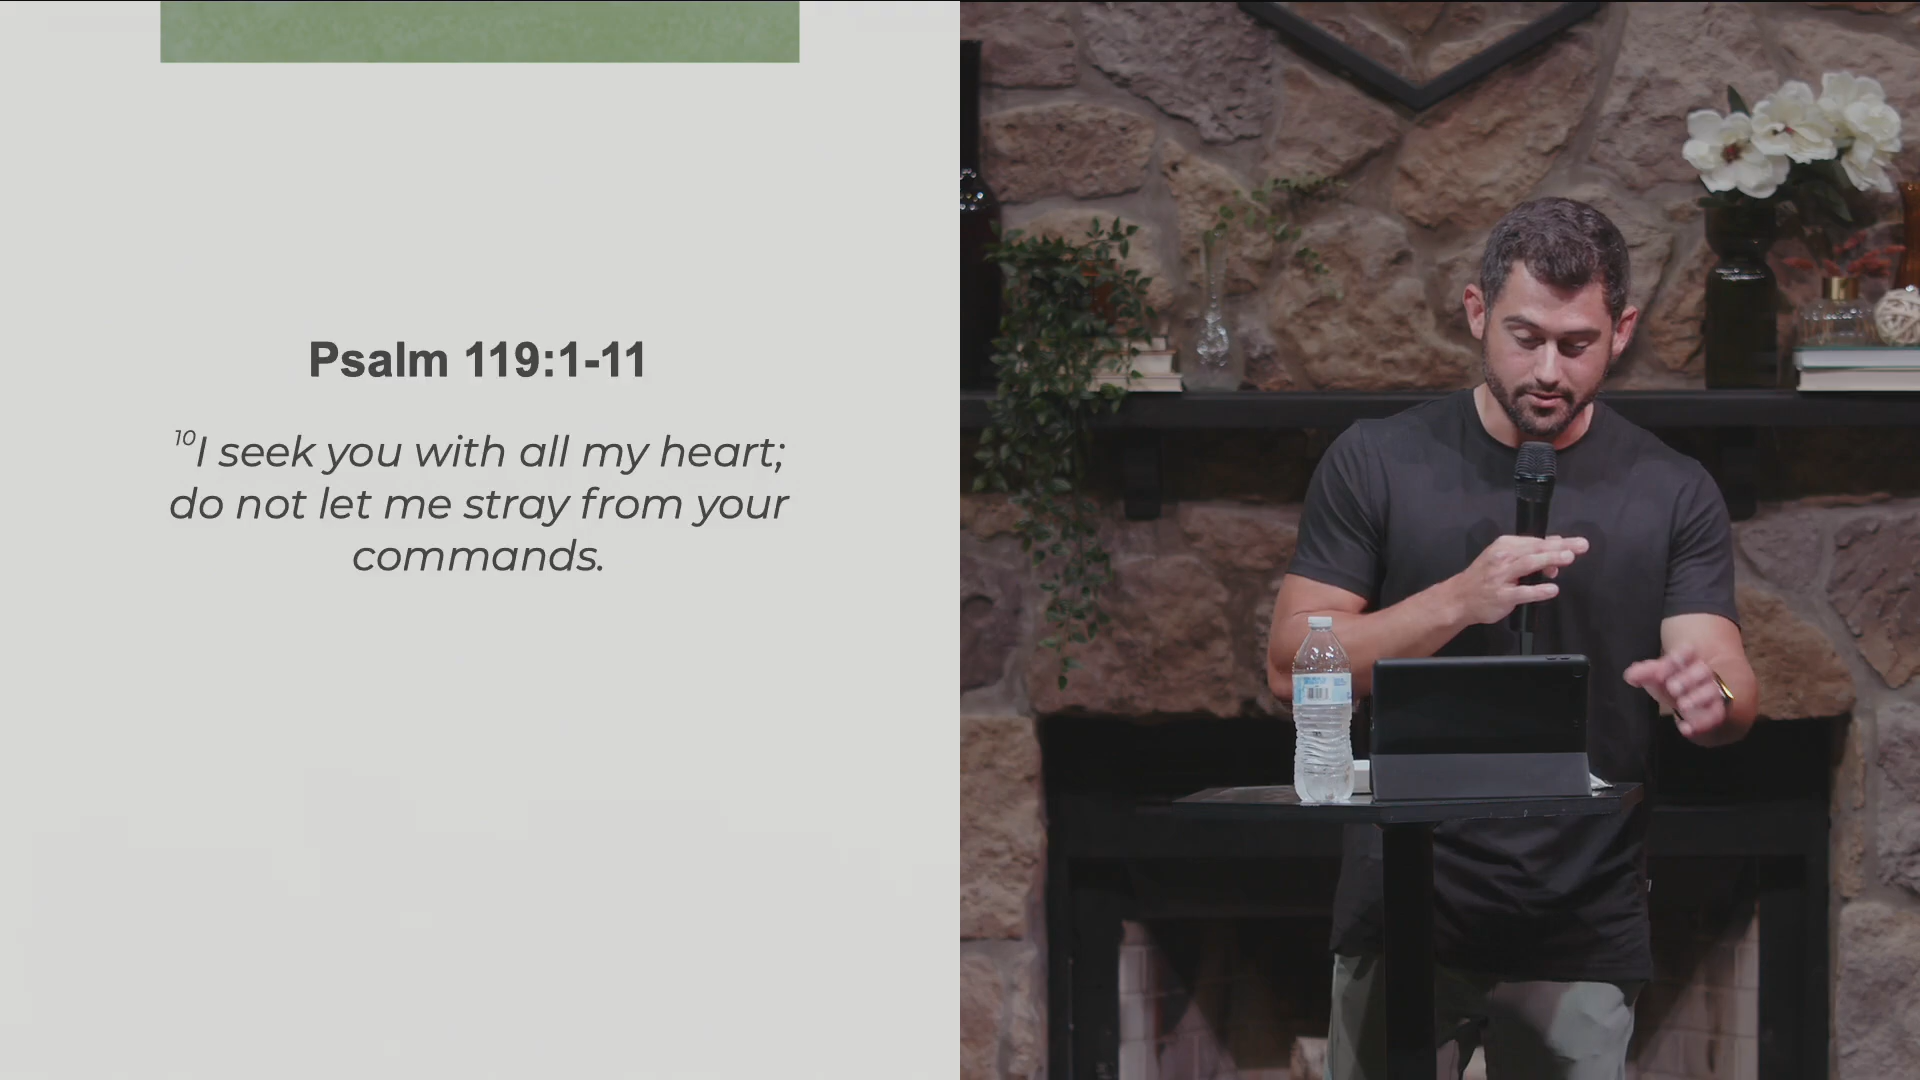 Psalm 119:1-11
10I seek you with all my heart;
do not let me stray from your
commands.